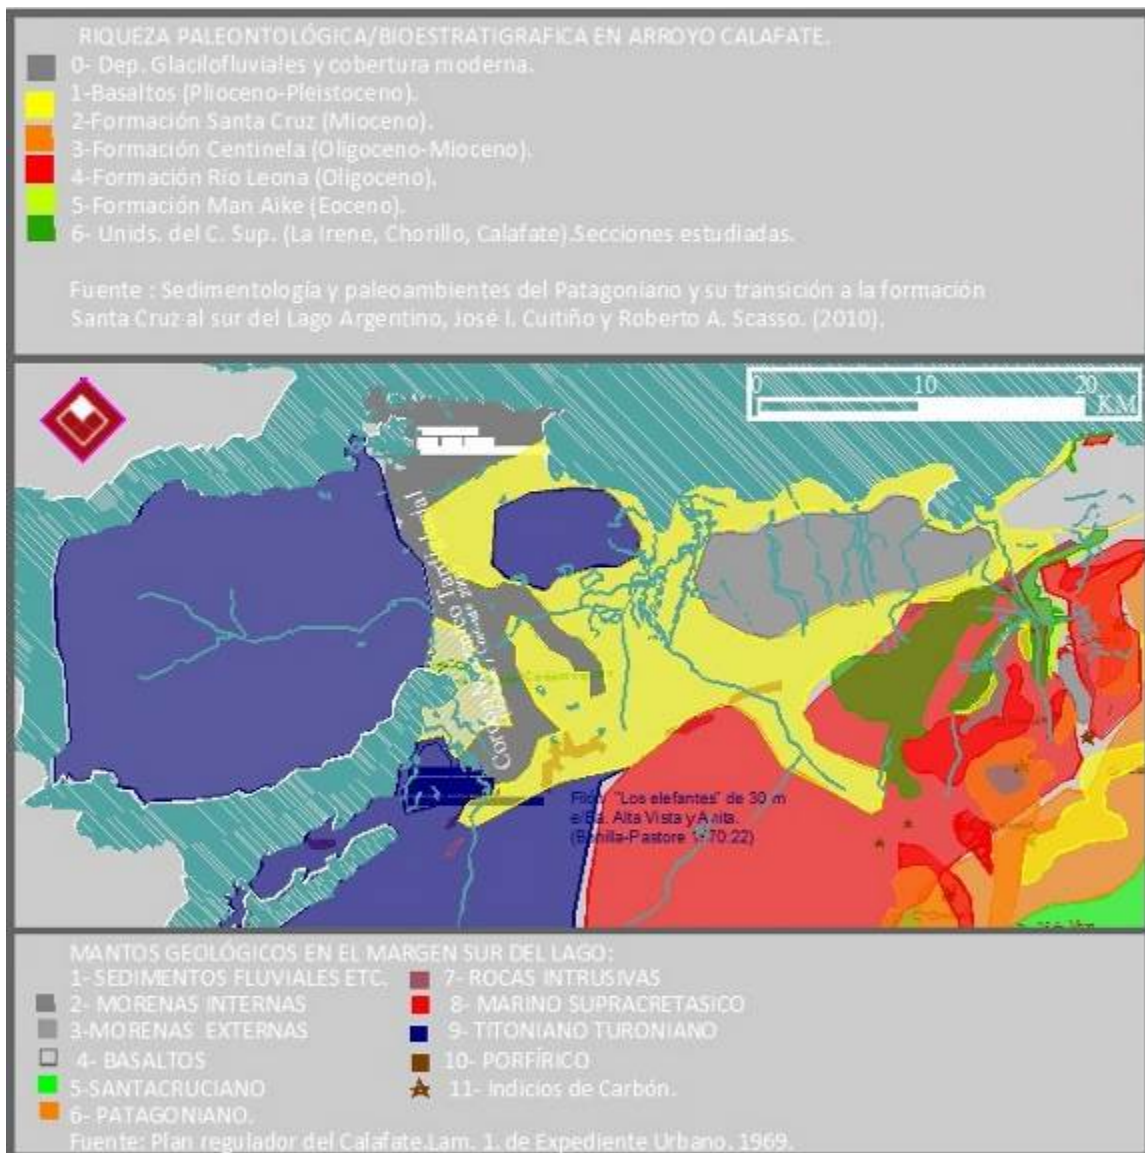 RIQUEZA PALEONTOLÓGICA/BIOESTRATIGRAFICA EN ARROYO CALAFATE.
0- Dep. Glacilofluviales y cobertura moderna.
1-Basaltos (Plioceno-Pleistoceno).
2-Formación Santa Cruz (Mioceno).
3-Formación Centinela (Oligoceno-Mioceno).
4-Formación Río Leona (Oligoceno).
5-Formación Man Aike (Eoceno).
6- Unids. del C. Sup. (La Irene, Chorillo, Calafate).Secciones estudiadas.
Fuente : Sedimentología y paleoambientes del Patagoniano y su transición a la formación
Santa Cruz al sur del Lago Argentino, José I. Cuitiño y Roberto A. Scasso. (2010).
0 10 20
KM
"Los elefantes" de 30 m
Alta Vista y Anita.
MANTOS GEOLÓGICOS EN EL MARGEN SUR DEL LAGO:
1- SEDIMENTOS FLUVIALES ETC.
2- MORENAS INTERNAS
3-MORENAS EXTERNAS
4- BASALTOS
5-SANTACRUCIANO
6- PATAGONIANO.
7- ROCAS INTRUSIVAS
8- MARINO SUPRACRETASICO
9- TITONIANO TURONIANO
10- PORFÍRICO
11- Indicios de Carbón.
Fuente: Plan regulador del Calafate.Lam. 1. de Expediente Urbano, 1969.